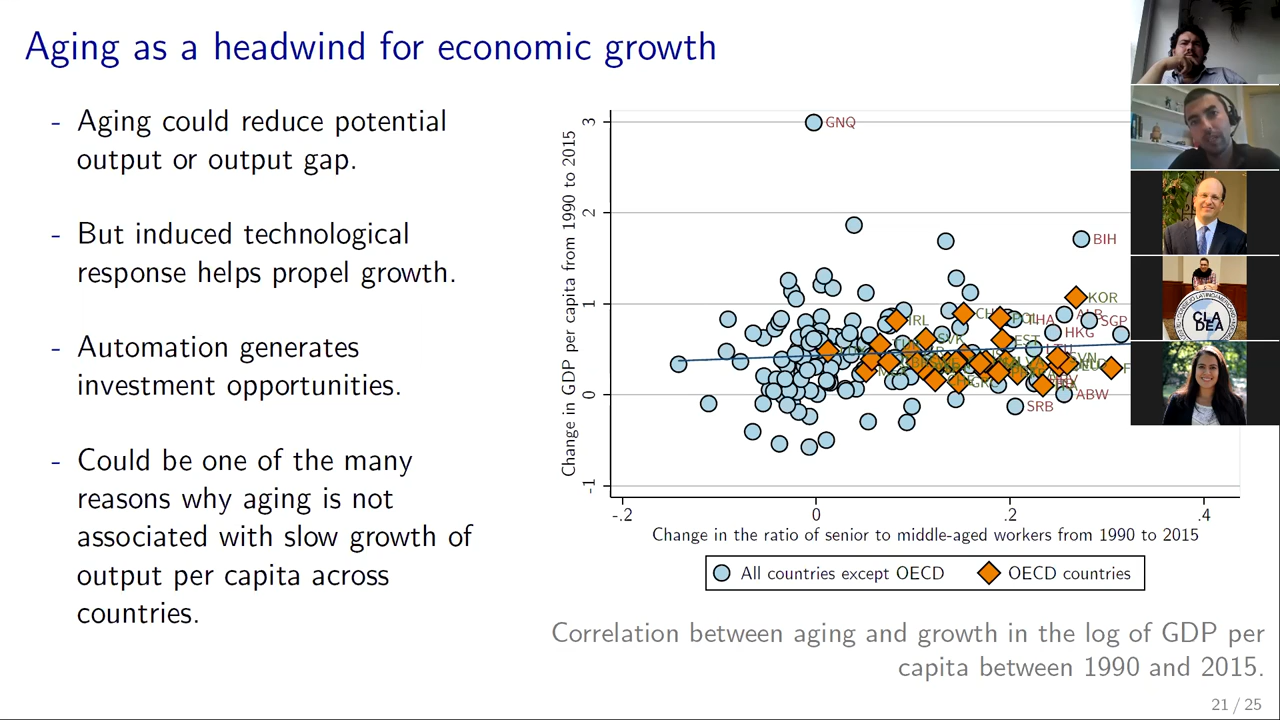 Aging as a headwind for economic growth
- Aging could reduce potential
output or output gap.
- But induced technological
response helps propel growth.
- Automation generates
investment opportunities.
- Could be one of the many
reasons why aging is not
associated with slow growth of
output per capita across
countries.
Change in GDP per capita from 1990 to 2015
3
2
1
0
-1
GNQ
BIH
KOR
SGP
HKG
IRL
THA
ABW
SRB
-.2
0
.2
.4
Change in the ratio of senior to middle-aged workers from 1990 to 2015
All countries except OECD
OECD countries
Correlation between aging and growth in the log of GDP per
capita between 1990 and 2015.
21 / 25
CLA
DEA